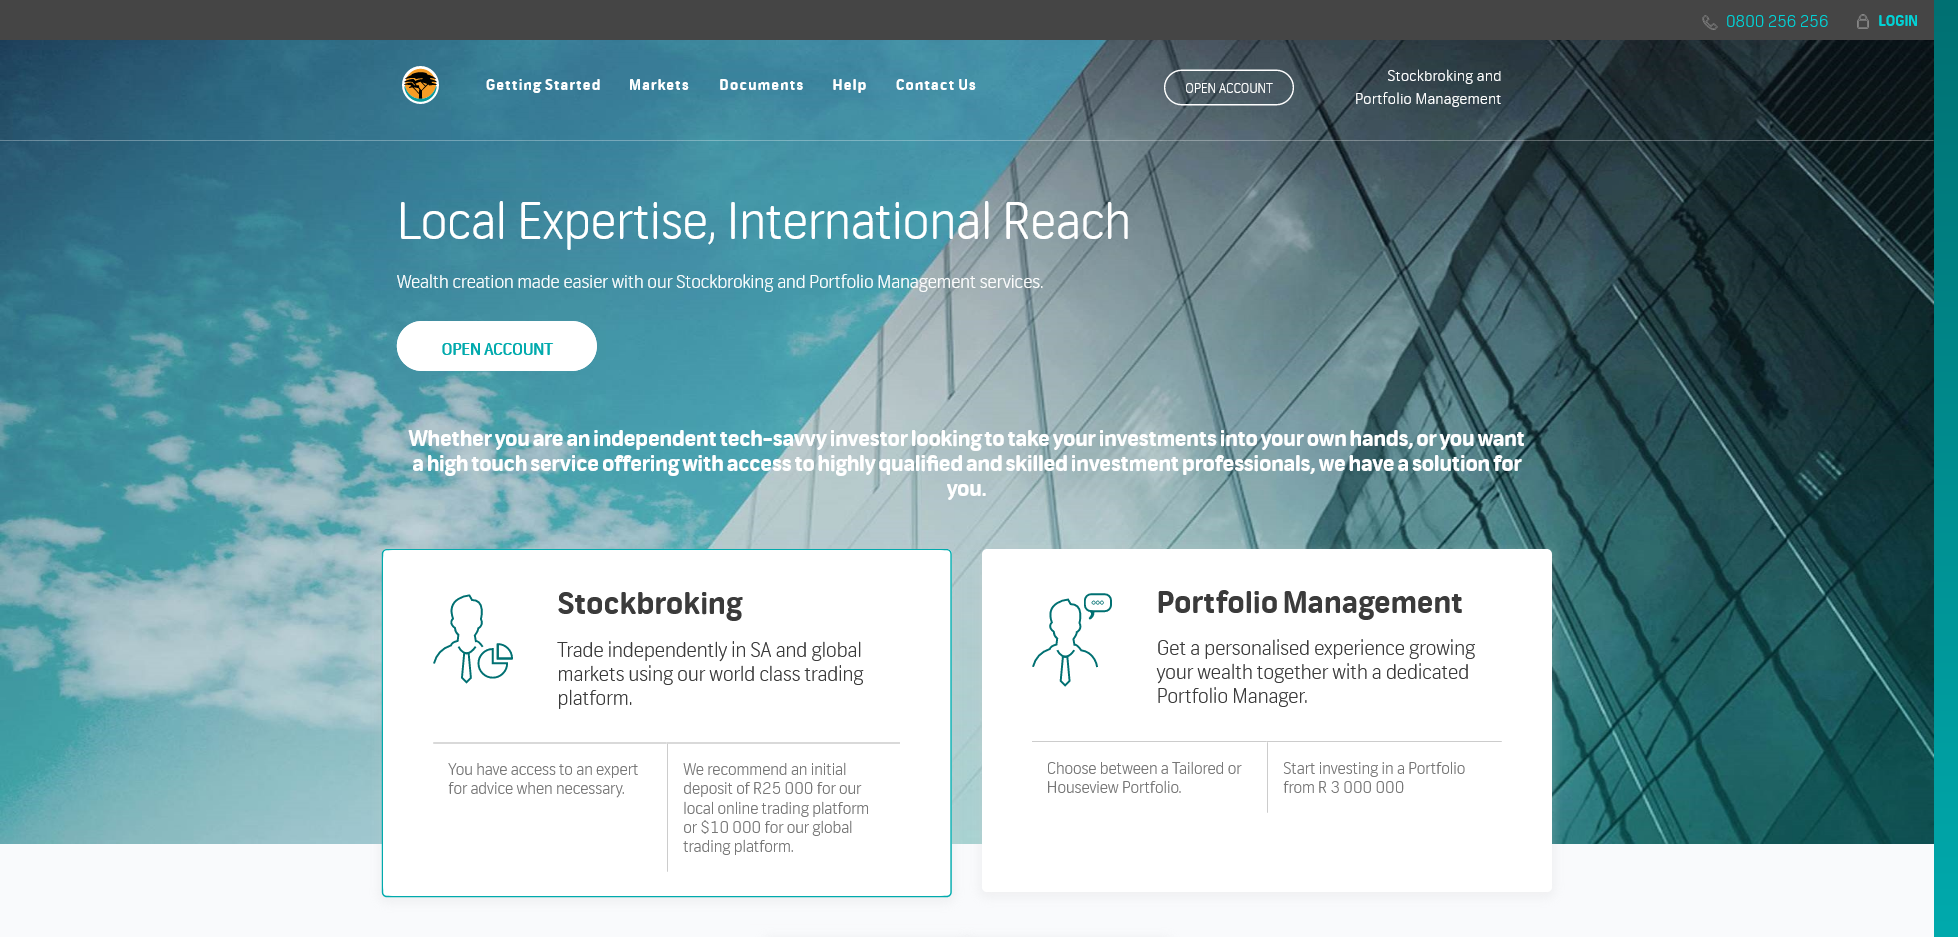 0800 256 256
LOGIN
Getting Started
Markets
Documents
Help
Contact Us
OPEN ACCOUNT
Stockbroking and
Portfolio Management
Local Expertise, International Reach
Wealth creation made easier with our Stockbroking and Portfolio Management services.
OPEN ACCOUNT
Whether you are an independent tech-savvy investor looking to take your investments into your own hands, or you want
a high touch service offering with access to highly qualified and skilled investment professionals, we have a solution for
you.
Stockbroking
Trade independently in SA and global
markets using our world class trading
platform.
You have access to an expert
for advice when necessary.
We recommend an initial
deposit of R25 000 for our
local online trading platform
or $10 000 for our global
trading platform.
Portfolio Management
Get a personalised experience growing
your wealth together with a dedicated
Portfolio Manager.
Choose between a Tailored or
Houseview Portfolio.
Start investing in a Portfolio
from R 3 000 000